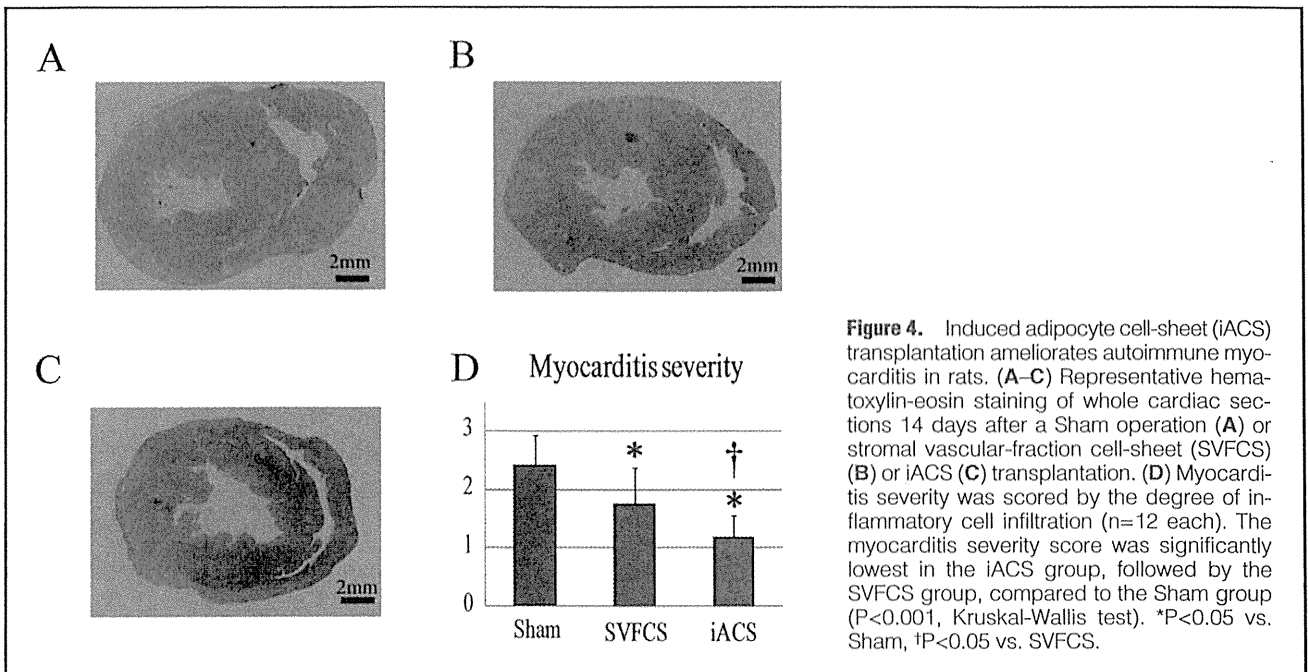 A
B
2mm
2mm
C
2mm
D
Myocarditis severity
3
2
1
0
*
†
*
Sham
SVFCS
iACS
Figure 4. Induced adipocyte cell-sheet (iACS)
transplantation ameliorates autoimmune myo-
carditis in rats. (A–C) Representative hema-
toxylin-eosin staining of whole cardiac sec-
tions 14 days after a Sham operation (A) or
stromal vascular-fraction cell-sheet (SVFCS)
(B) or iACS (C) transplantation. (D) Myocardi-
tis severity was scored by the degree of in-
flammatory cell infiltration (n=12 each). The
myocarditis severity score was significantly
lowest in the iACS group, followed by the
SVFCS group, compared to the Sham group
(P<0.001, Kruskal-Wallis test). *P<0.05 vs.
Sham, †P<0.05 vs. SVFCS.